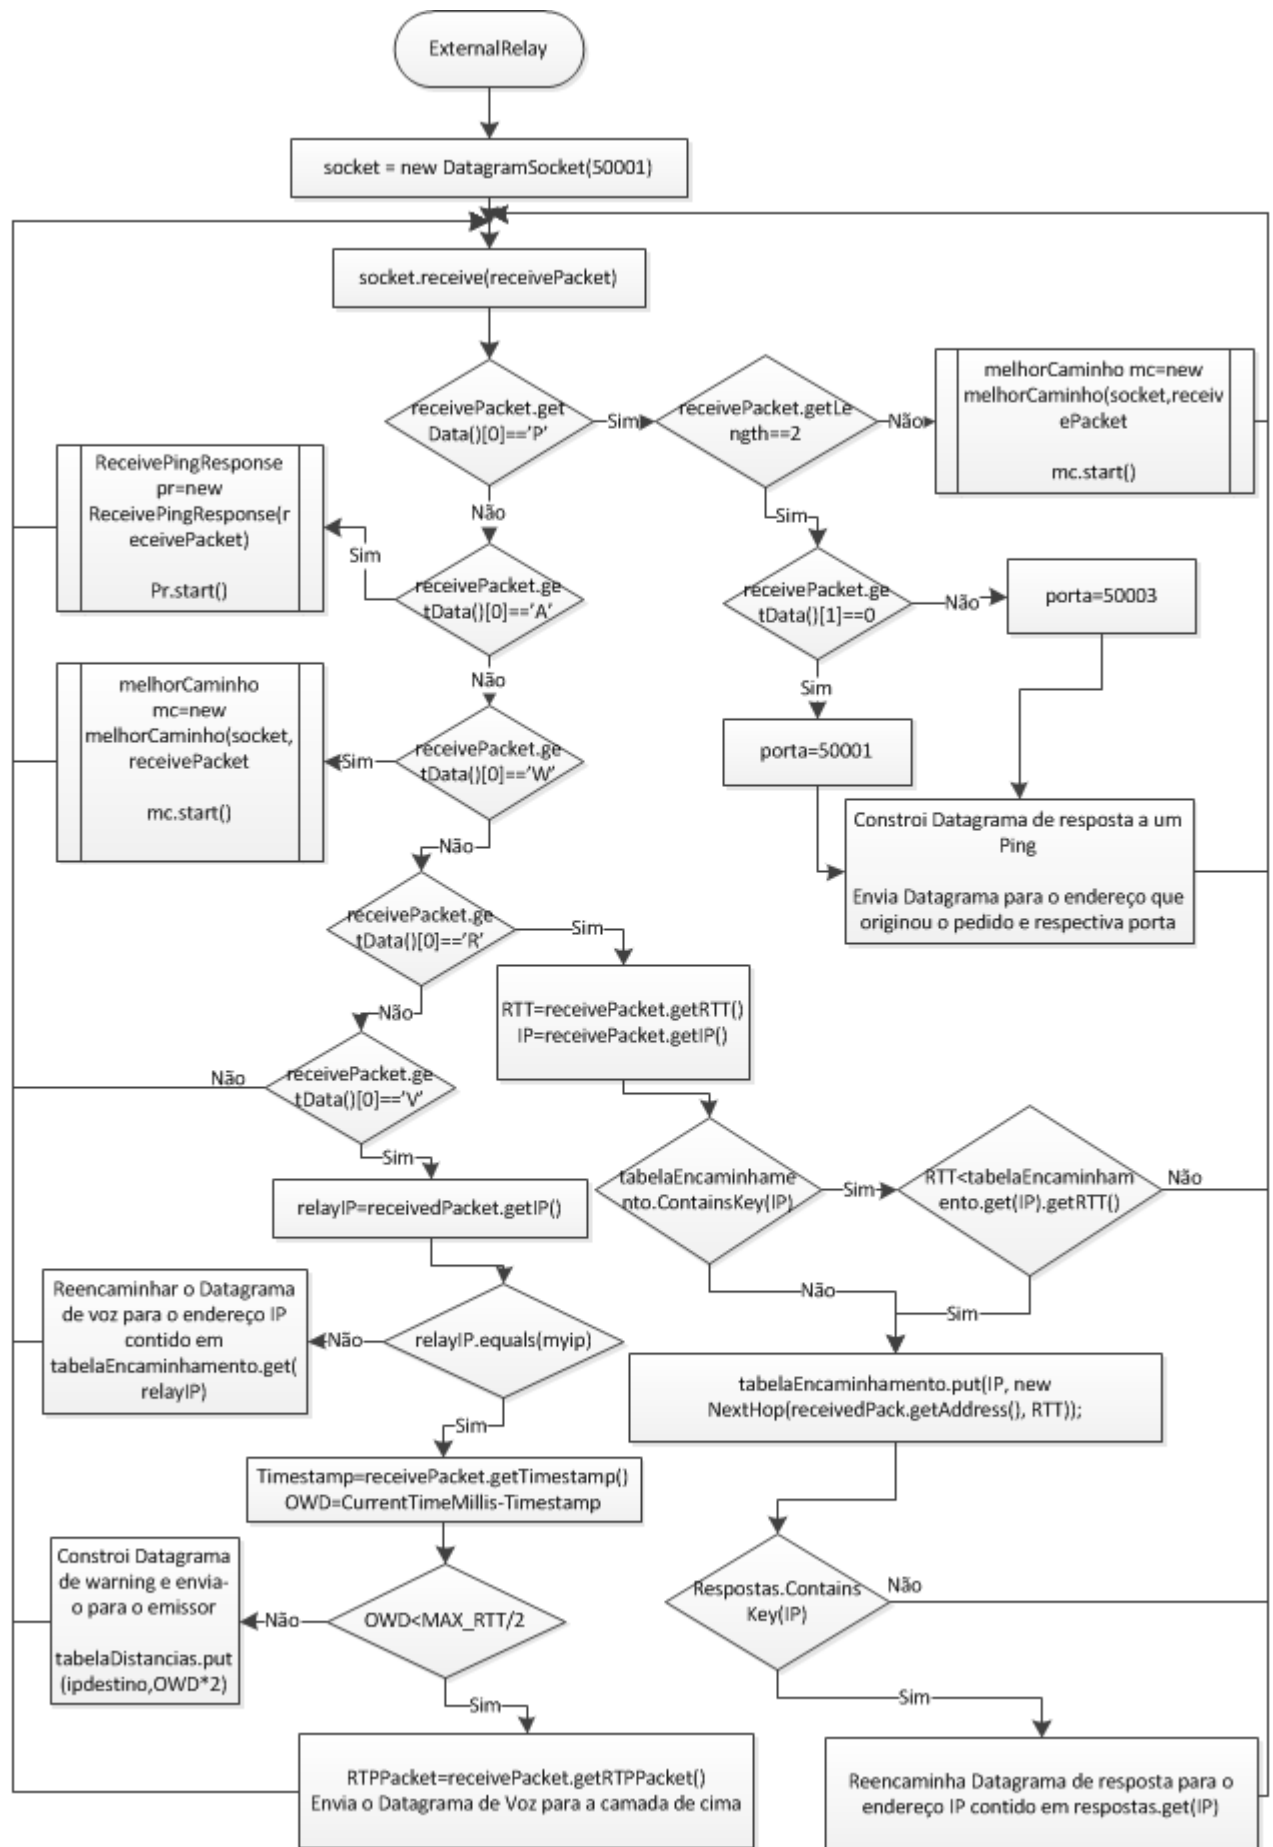 ExternalRelay
socket = new DatagramSocket(50001)
socket.receive(receivePacket)
receivePacket.get
Data()[0]=='P'
Sim
receivePacket.getLe
ngth==2
Não
melhorCaminho mc=new
melhorCaminho(socket,receiv
ePacket
mc.start()
Não
Sim
ReceivePingResponse
pr=new
ReceivePingResponse(r
eceivePacket)
Pr.start()
Sim
receivePacket.ge
tData()[0]=='A'
receivePacket.ge
tData()[1]==0
Não
porta=50003
Não
Sim
melhorCaminho
mc=new
melhorCaminho(socket,
receivePacket
mc.start()
Sim
receivePacket.ge
tData()[0]=='W'
porta=50001
Não
Constroi Datagrama de resposta a um
Ping
Envia Datagrama para o endereço que
originou o pedido e respectiva porta
receivePacket.ge
tData()[0]=='R'
Sim
RTT=receivePacket.getRTT()
IP=receivePacket.getIP()
Não
Não
receivePacket.ge
tData()[0]=='V'
Sim
tabelaEncaminhame
nto.ContainsKey(IP)
Sim
RTT<tabelaEncaminham
ento.get(IP).getRTT()
Não
relayIP=receivedPacket.getIP()
Não
Sim
Reencaminhar o Datagrama
de voz para o endereço IP
contido em
tabelaEncaminhamento.get(
relayIP)
Não
relayIP.equals(myip)
tabelaEncaminhamento.put(IP, new
NextHop(receivedPack.getAddress(), RTT));
Sim
Timestamp=receivePacket.getTimestamp()
OWD=CurrentTimeMillis-Timestamp
Constroi Datagrama
de warning e envia-
o para o emissor
tabelaDistancias.put
(ipdestino,OWD*2)
Não
OWD<MAX_RTT/2
Respostas.Contains
Key(IP)
Não
Sim
Sim
RTPPacket=receivePacket.getRTPPacket()
Envia o Datagrama de Voz para a camada de cima
Reencaminha Datagrama de resposta para o
endereço IP contido em respostas.get(IP)